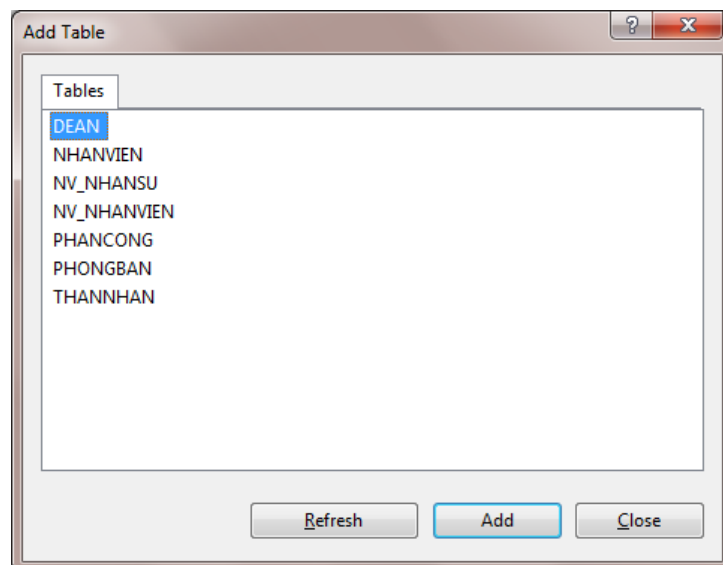 Add Table
Tables
DEAN
NHANVIEN
NV_NHANSU
NV_NHANVIEN
PHANCONG
PHONGBAN
THANNHAN
Refresh Add Close